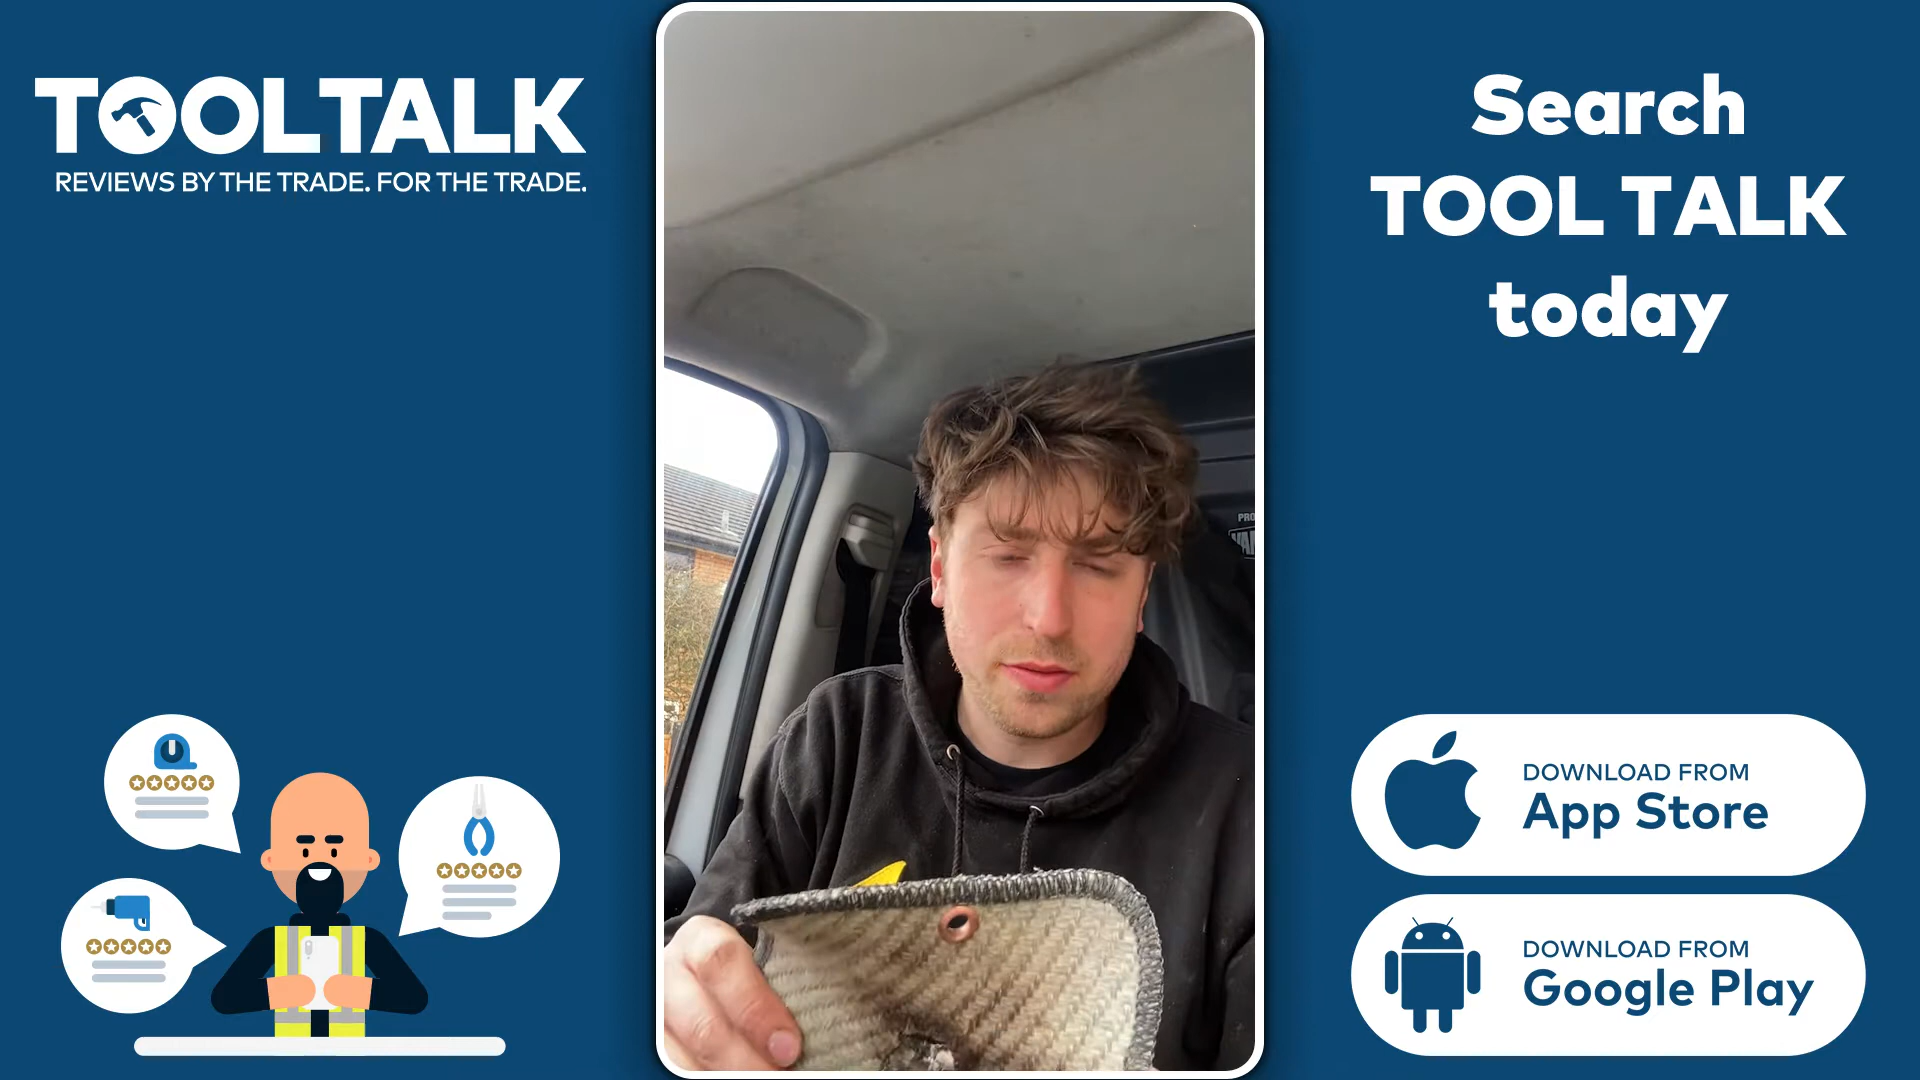 TOOLTALK
REVIEWS BY THE TRADE. FOR THE TRADE.
Search
TOOL TALK
today
PRO
DOWNLOAD FROM
App Store
DOWNLOAD FROM
Google Play